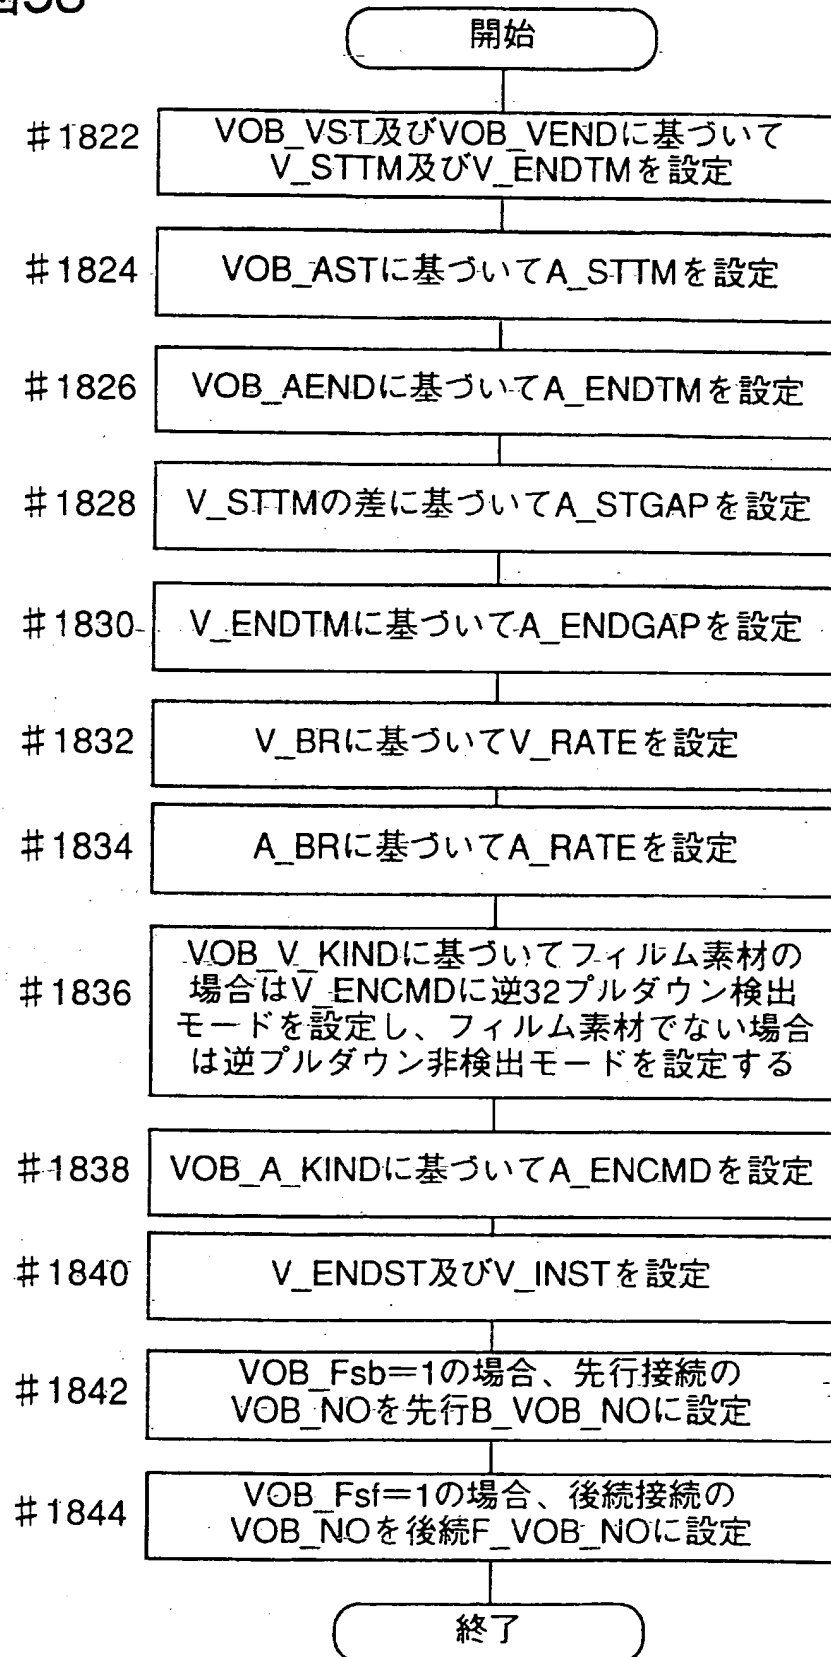 図58
開始
#1822
VOB_VST及びVOB_VENDに基づいて
V_STTM及びV_ENDTMを設定
#1824
VOB_ASTに基づいてA_STTMを設定
#1826
VOB_AENDに基づいてA_ENDTMを設定
#1828
V_STTMの差に基づいてA_STGAPを設定
#1830
V_ENDTMに基づいてA_ENDGAPを設定
#1832
V_BRに基づいてV_RATEを設定
#1834
A_BRに基づいてA_RATEを設定
#1836
VOB_V_KINDに基づいてフィルム素材の
場合はV_ENCMDに逆32プルダウン検出
モードを設定し、フィルム素材でない場合
は逆プルダウン非検出モードを設定する
#1838
VOB_A_KINDに基づいてA_ENCMDを設定
#1840
V_ENDST及びV_INSTを設定
#1842
VOB_Fsb=1の場合、先行接続の
VOB_NOを先行B_VOB_NOに設定
#1844
VOB_Fsf=1の場合、後続接続の
VOB_NOを後続F_VOB_NOに設定
終了